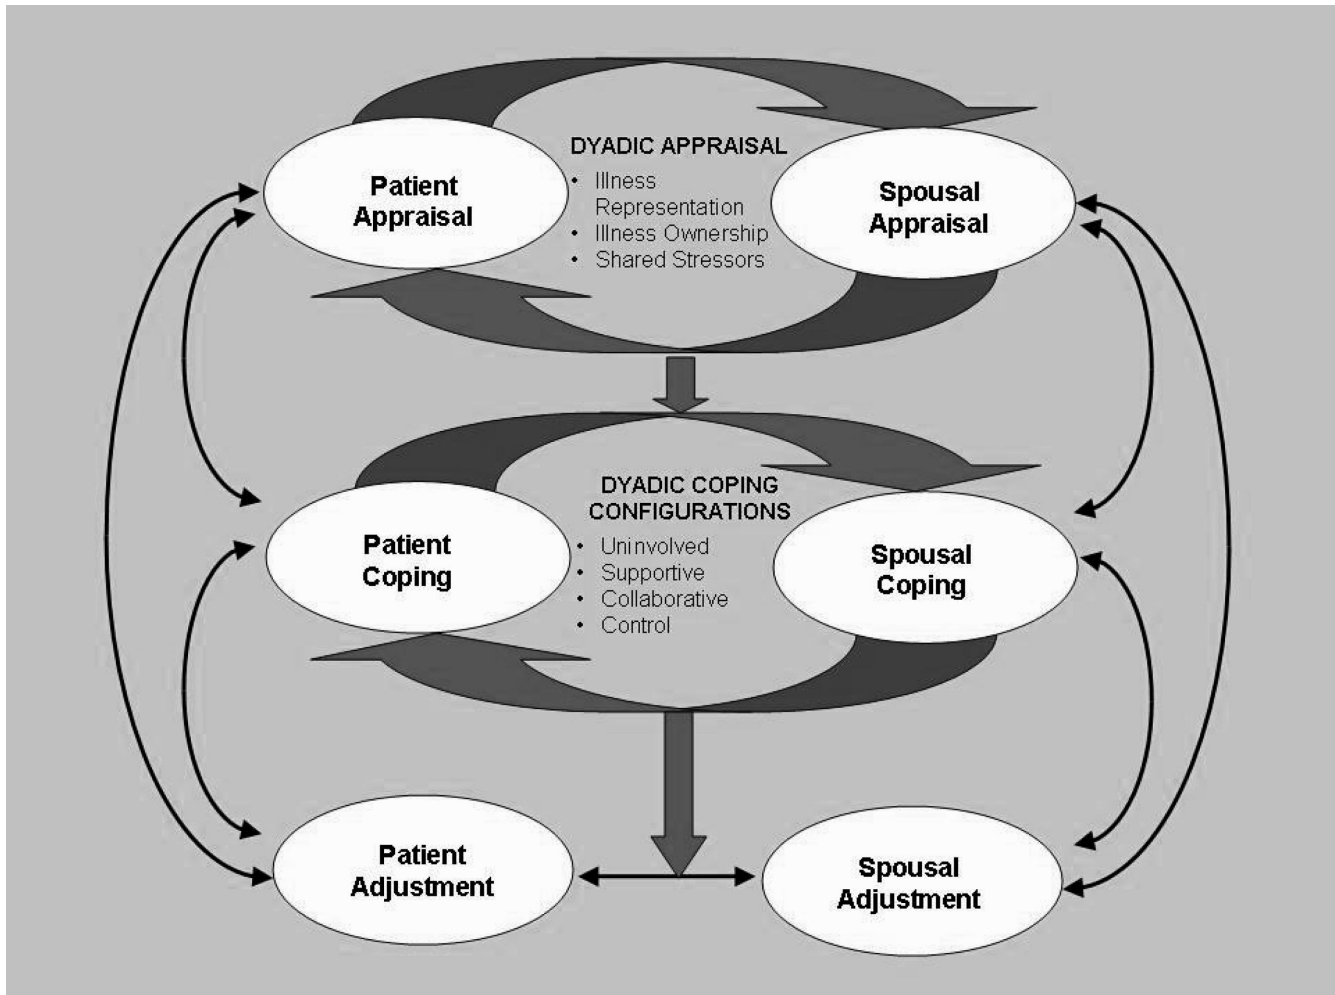 Patient
Appraisal
DYADIC APPRAISAL
• Illness
Representation
• Illness Ownership
• Shared Stressors
Spousal
Appraisal
Patient
Coping
DYADIC COPING
CONFIGURATIONS
• Uninvolved
• Supportive
• Collaborative
• Control
Spousal
Coping
Patient
Adjustment
Spousal
Adjustment